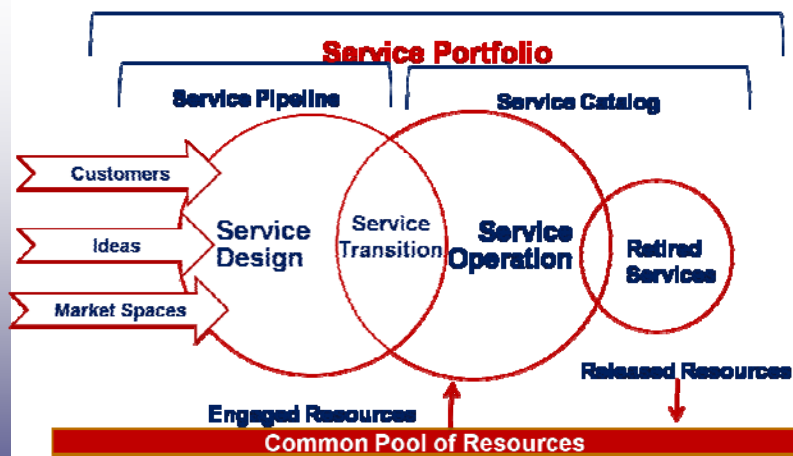 Service Portfolio
Service Pipeline
Service Catalog
Customers
Ideas
Market Spaces
Service
Design
Service
Transition
Service
Operation
Retired
Services
Released Resources
Engaged Resources
Common Pool of Resources